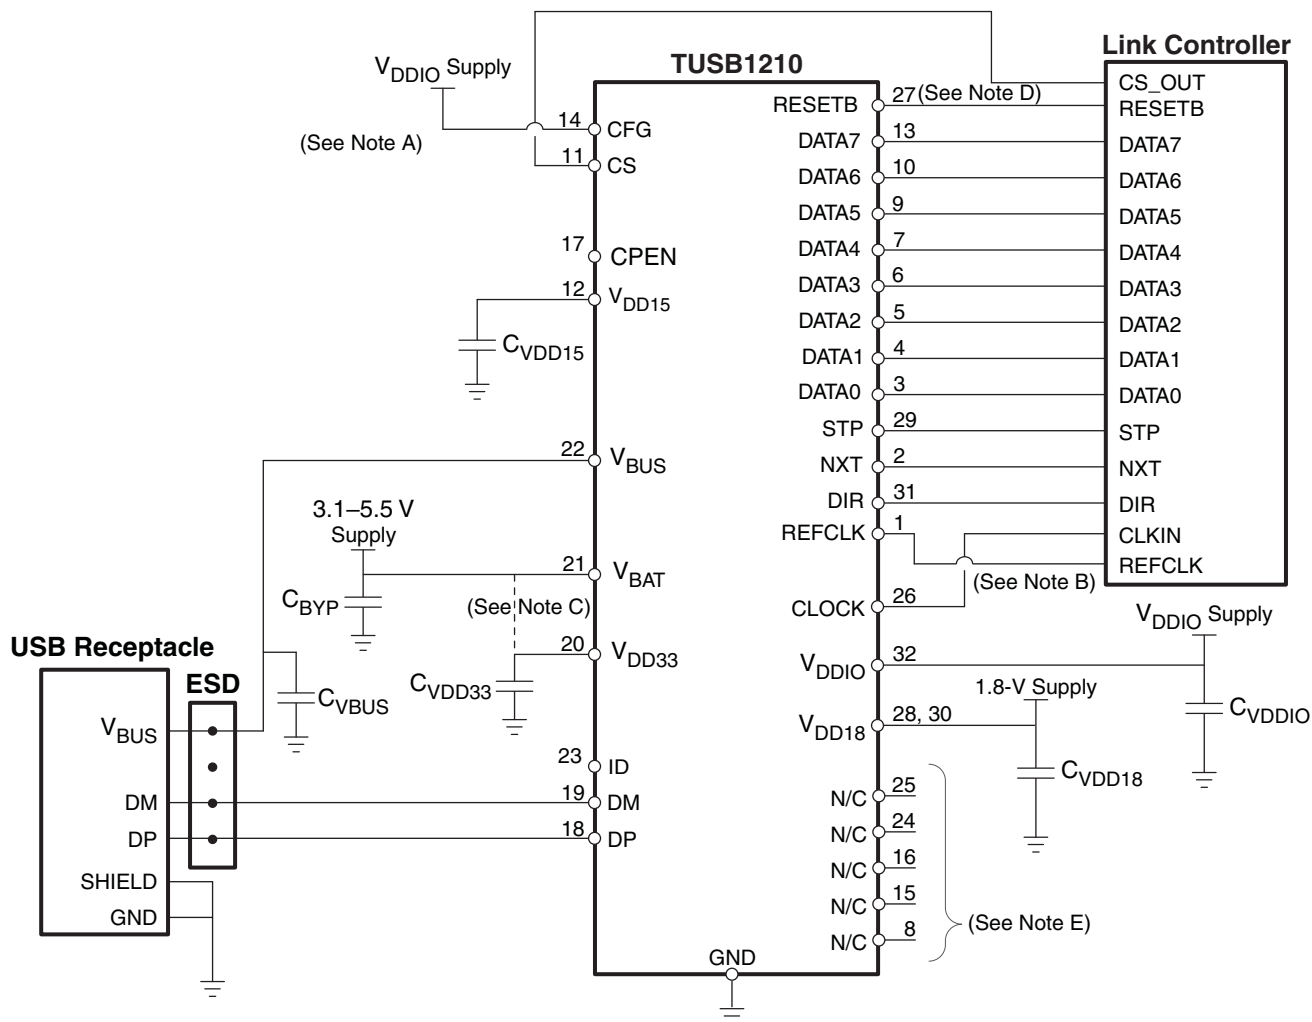 Link Controller
TUSB1210
VDDIO Supply
(See Note A)
14
CFG
11
CS
17
CPEN
12
VDD15
CVDD15
22
VBUS
3.1–5.5 V
Supply
21
VBAT
CBYP
(See Note C)
20
VDD33
CVDD33
USB Receptacle
ESD
CVBUS
VBUS
23
ID
DM
19
DM
DP
18
DP
SHIELD
GND
GND
RESETB
27
(See Note D)
DATA7
13
DATA6
10
DATA5
9
DATA4
7
DATA3
6
DATA2
5
DATA1
4
DATA0
3
STP
29
NXT
2
DIR
31
REFCLK
1
(See Note B)
CLOCK
26
VDDIO
32
VDD18
28, 30
N/C
25
N/C
24
N/C
16
N/C
15
N/C
8
(See Note E)
CS_OUT
RESETB
DATA7
DATA6
DATA5
DATA4
DATA3
DATA2
DATA1
DATA0
STP
NXT
DIR
CLKIN
REFCLK
VDDIO Supply
CVDDIO
1.8-V Supply
CVDD18